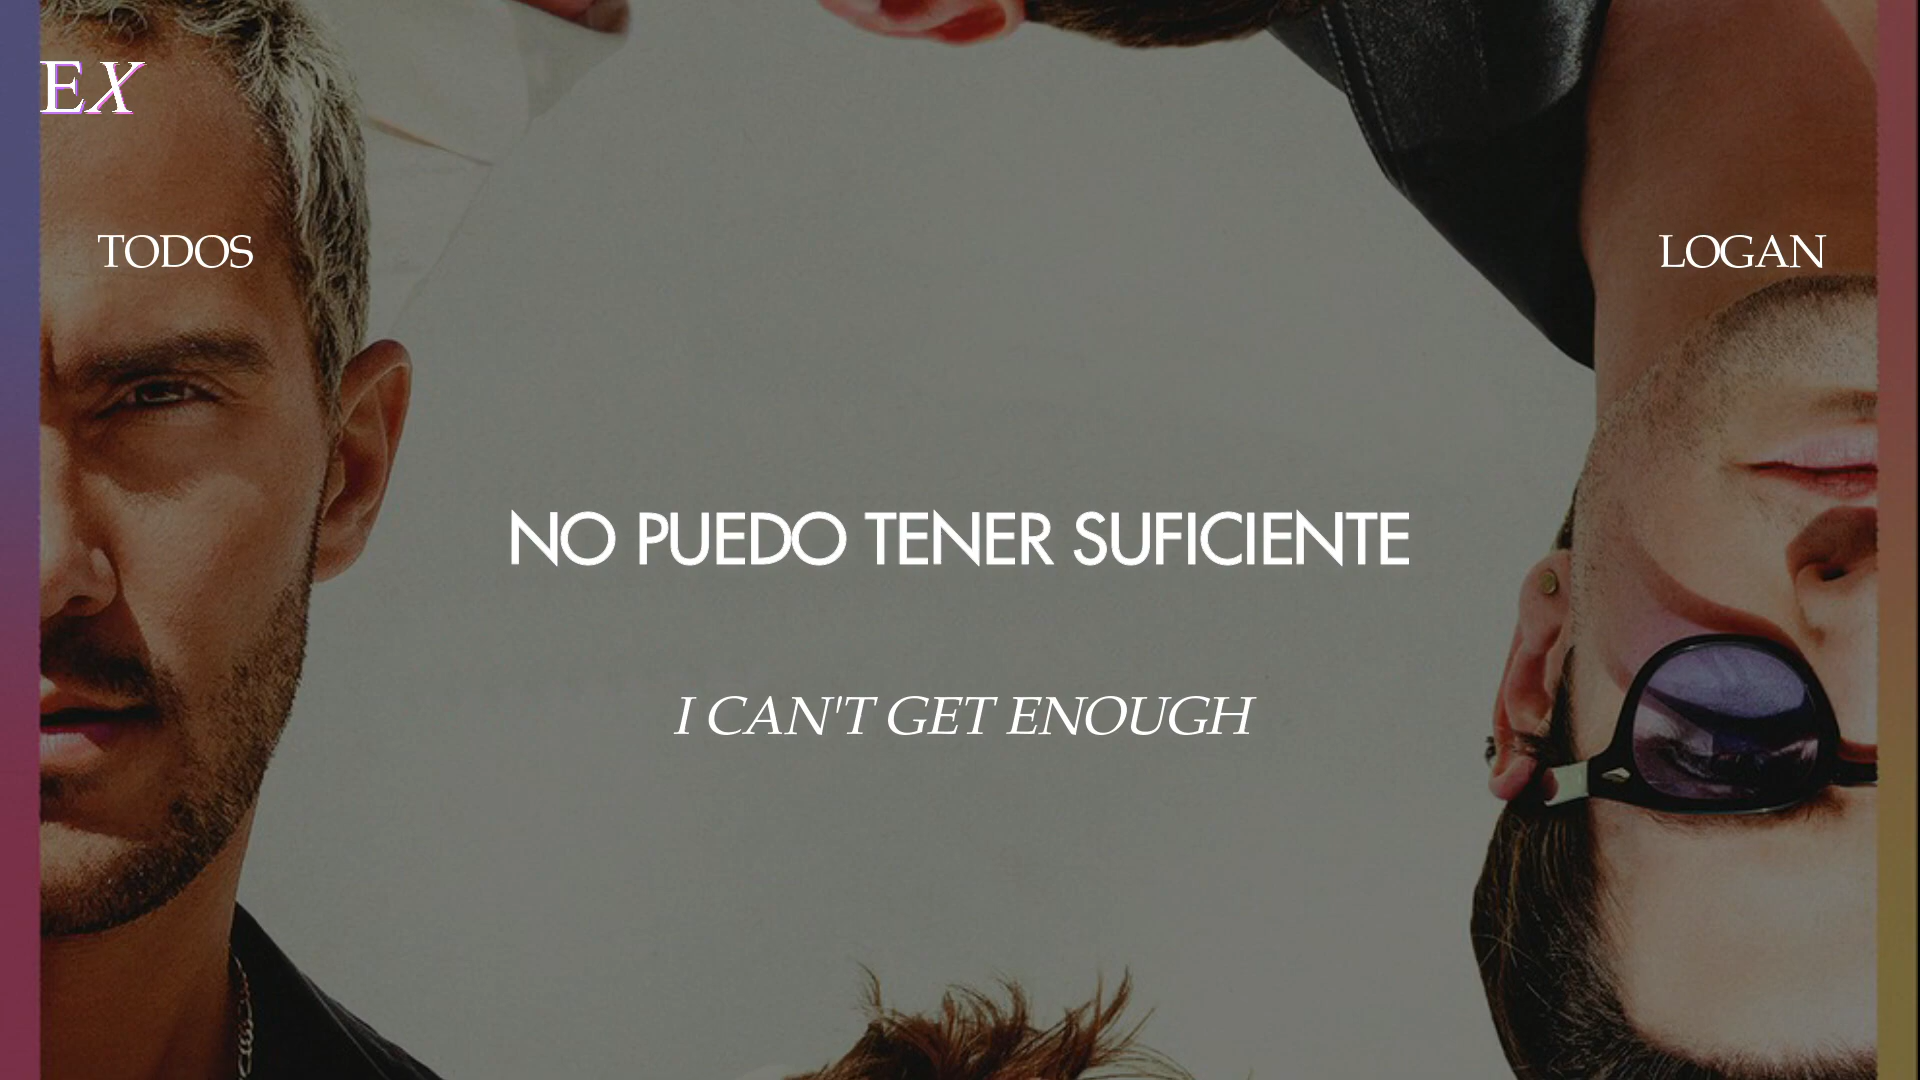 EX
TODOS
LOGAN
NO PUEDO TENER SUFICIENTE
I CAN'T GET ENOUGH